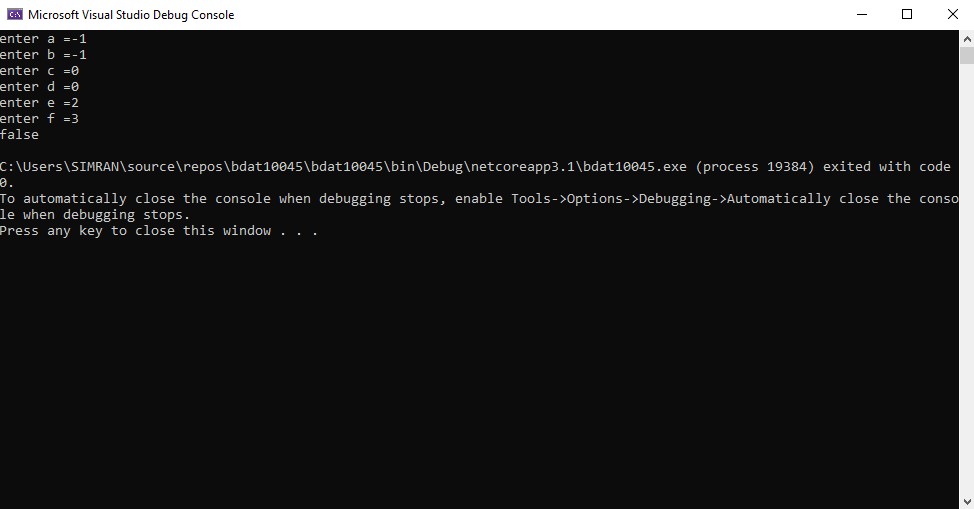 Microsoft Visual Studio Debug Console
enter a =-1
enter b =-1
enter c =0
enter d =0
enter e =2
enter f =3
false
C:\Users\SIMRAN\source\repos\bdat10045\bdat10045\bin\Debug\netcoreapp3.1\bdat10045.exe (process 19384) exited with code
0.
To automatically close the console when debugging stops, enable Tools->Options->Debugging->Automatically close the conso
le when debugging stops.
Press any key to close this window . . .